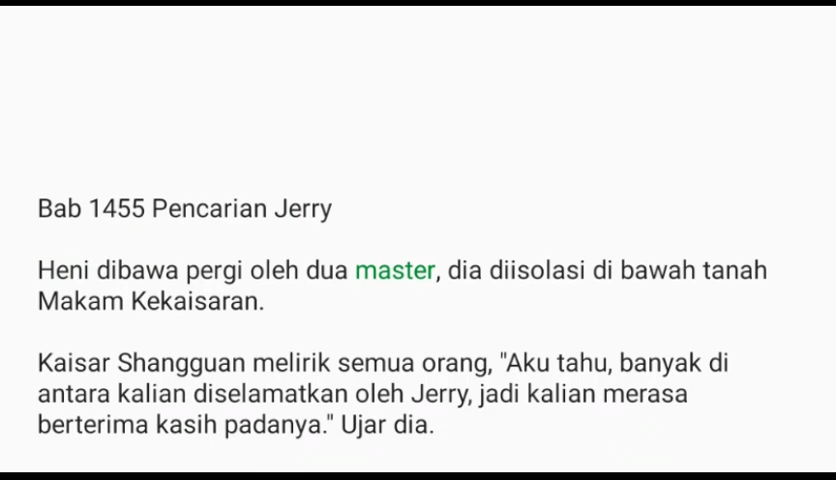 Bab 1455 Pencarian Jerry
Heni dibawa pergi oleh dua master, dia diisolasi di bawah tanah
Makam Kekaisaran.
Kaisar Shangguan melirik semua orang, "Aku tahu, banyak di
antara kalian diselamatkan oleh Jerry, jadi kalian merasa
berterima kasih padanya." Ujar dia.